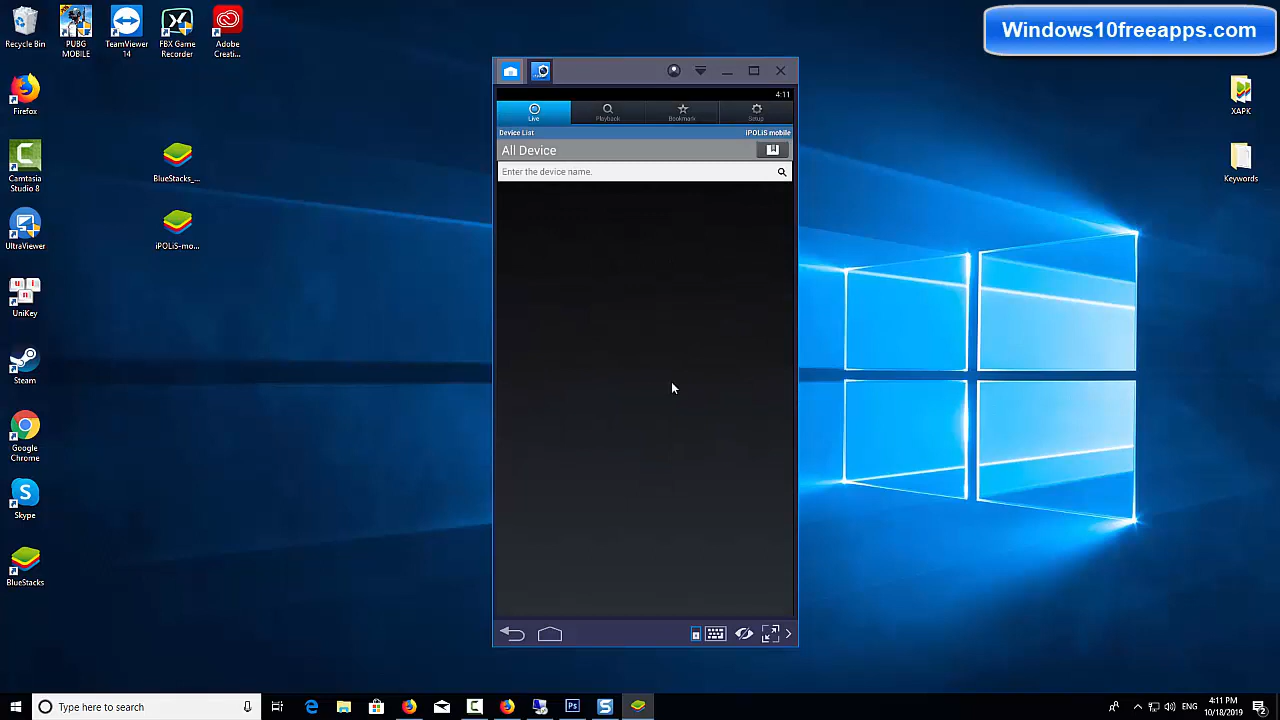 Recycle Bin
PUBG MOBILE
TeamViewer 14
FBX Game Recorder
Adobe Creati...
Windows10freeapps.com
Firefox
XAPK
Camtasia Studio 8
BlueStacks_...
Keywords
UltraViewer
iPOLiS-mo...
UniKey
Steam
Google Chrome
Skype
BlueStacks
4:11
Live
Playback
Bookmark
Setup
Device List
iPOLiS mobile
All Device
Enter the device name.
Type here to search
ENG
4:11 PM
10/18/2019
2